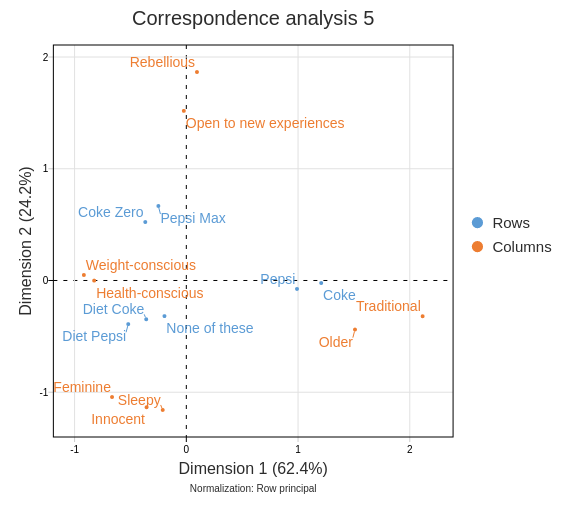 Correspondence analysis 5
2
Rebellious
Open to new experiences
1
Coke Zero
Pepsi Max
Rows
Columns
Dimension 2 (24.2%)
Weight-conscious
0
Pepsi
Health-conscious
Coke
Diet Coke
Traditional
None of these
Diet Pepsi
Older
-1
Feminine
Sleepy
Innocent
-1 0 1 2
Dimension 1 (62.4%)
Normalization: Row principal